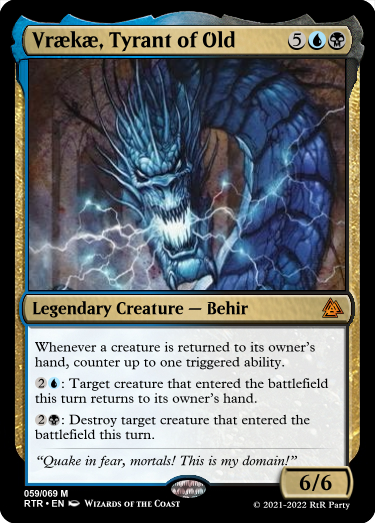 Vrækæ, Tyrant of Old 5
Legendary Creature — Behir
Whenever a creature is returned to its owner’s
hand, counter up to one triggered ability.
2: Target creature that entered the battlefield
this turn returns to its owner’s hand.
2: Destroy target creature that entered the
battlefield this turn.
“Quake in fear, mortals! This is my domain!”
6/6
059/069 M
RTR • EN Wizards of the Coast
© 2021-2022 RtR Party